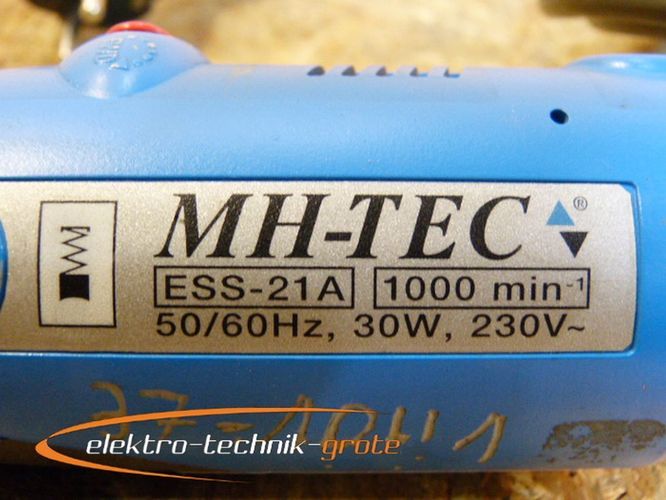 MH-TEC ®
ESS-21A 1000 min⁻¹
50/60Hz, 30W, 230V~
elektro-technik-grote